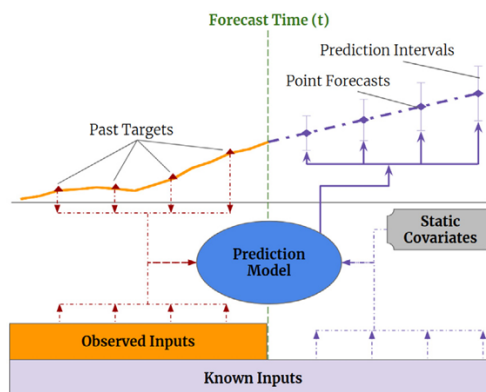 Forecast Time (t)
Prediction Intervals
Point Forecasts
Past Targets
Static
Covariates
Prediction
Model
Observed Inputs
Known Inputs